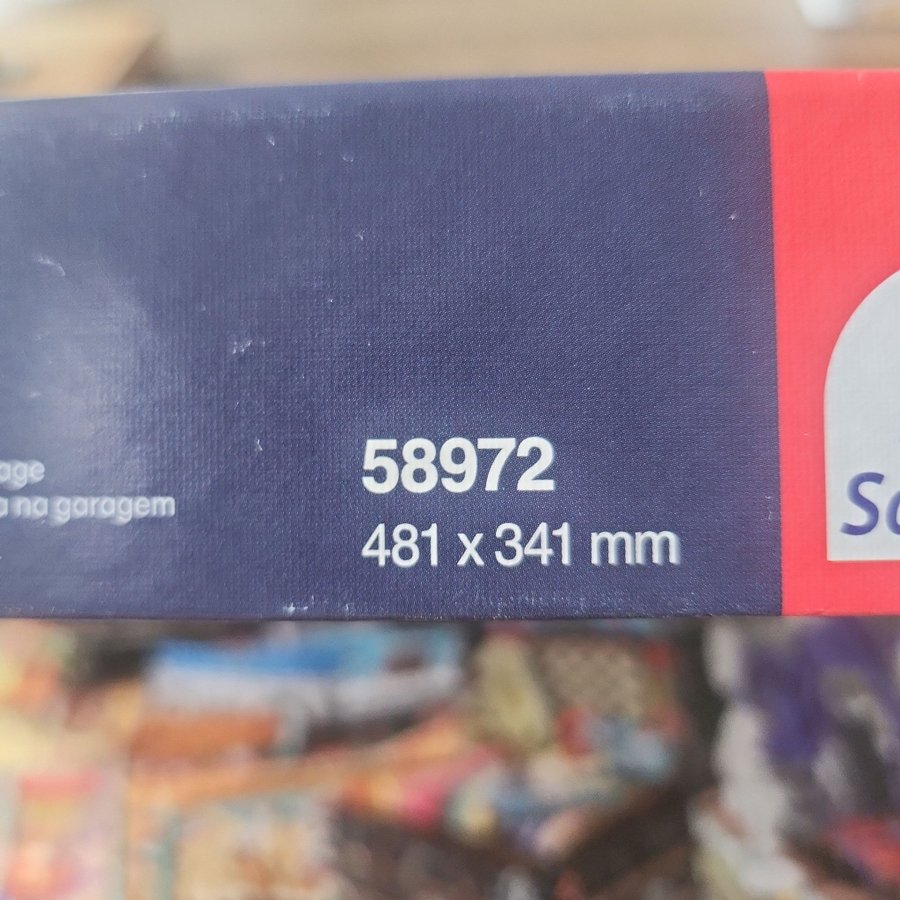 age
a na garagem
58972
481 x 341 mm